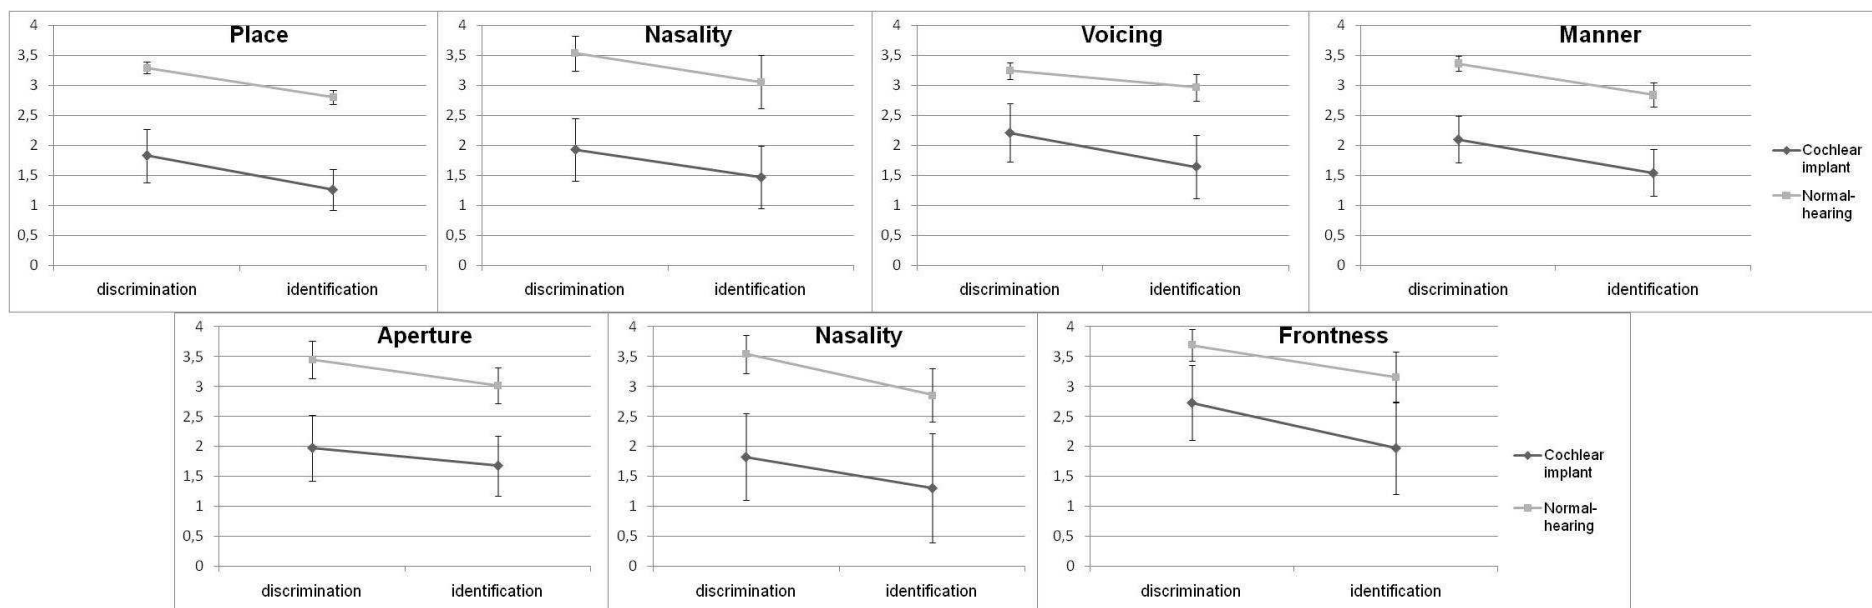 Place
4
3,5
3
2,5
2
1,5
1
0,5
0
discrimination identification
Nasality
4
3,5
3
2,5
2
1,5
1
0,5
0
discrimination identification
Voicing
4
3,5
3
2,5
2
1,5
1
0,5
0
discrimination identification
Manner
4
3,5
3
2,5
2
1,5
1
0,5
0
discrimination identification
Cochlear
implant
Normal-
hearing
Aperture
4
3,5
3
2,5
2
1,5
1
0,5
0
discrimination identification
Nasality
4
3,5
3
2,5
2
1,5
1
0,5
0
discrimination identification
Frontness
4
3,5
3
2,5
2
1,5
1
0,5
0
discrimination identification
Cochlear
implant
Normal-
hearing